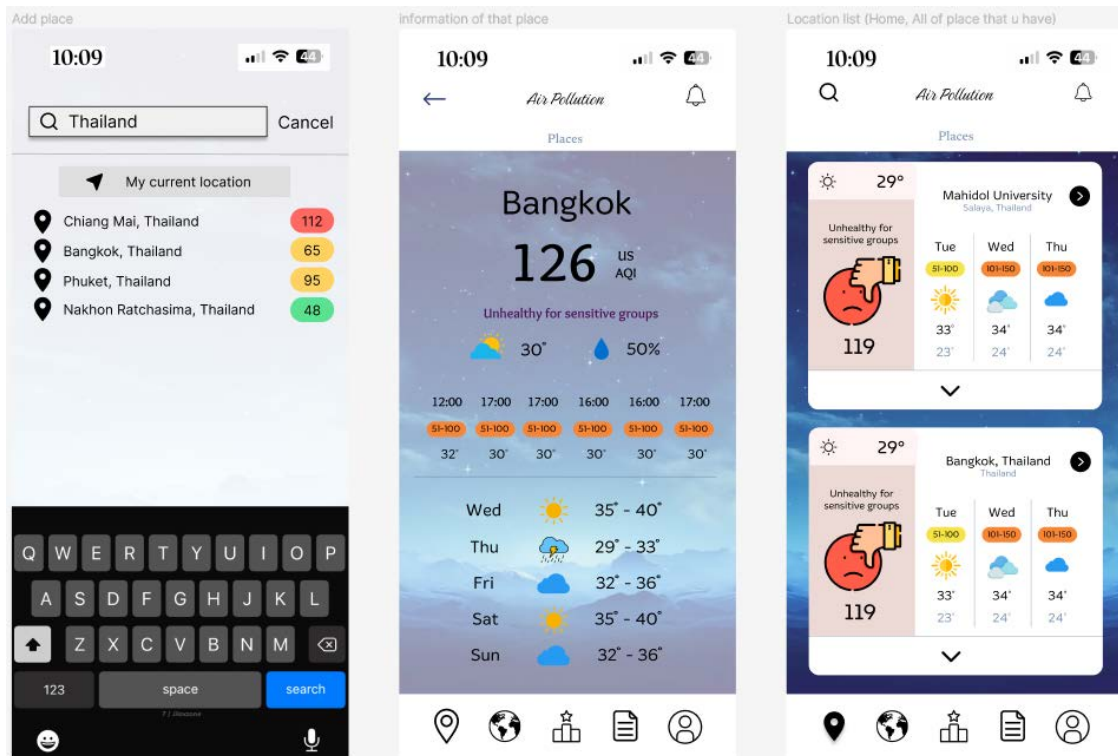 Add place
10:09
44
Thailand
Cancel
My current location
Chiang Mai, Thailand 112
Bangkok, Thailand 65
Phuket, Thailand 95
Nakhon Ratchasima, Thailand 48
Q W E R T Y U I O P
A S D F G H J K L
Z X C V B N M
123 space search
information of that place
10:09
44
Air Pollution
Places
Bangkok
126 US AQI
Unhealthy for sensitive groups
30° 50%
12:00 17:00 17:00 16:00 16:00 17:00
51-100 51-100 51-100 51-100 51-100 51-100
32° 30° 30° 30° 30° 30°
Wed 35° - 40°
Thu 29° - 33°
Fri 32° - 36°
Sat 35° - 40°
Sun 32° - 36°
Location list (Home, All of place that u have)
10:09
44
Air Pollution
Places
29°
Unhealthy for
sensitive groups
119
Mahidol University
Salaya, Thailand
Tue Wed Thu
51-100 101-150 101-150
33° 34° 34°
23° 24° 24°
29°
Unhealthy for
sensitive groups
119
Bangkok, Thailand
Thailand
Tue Wed Thu
51-100 101-150 101-150
33° 34° 34°
23° 24° 24°